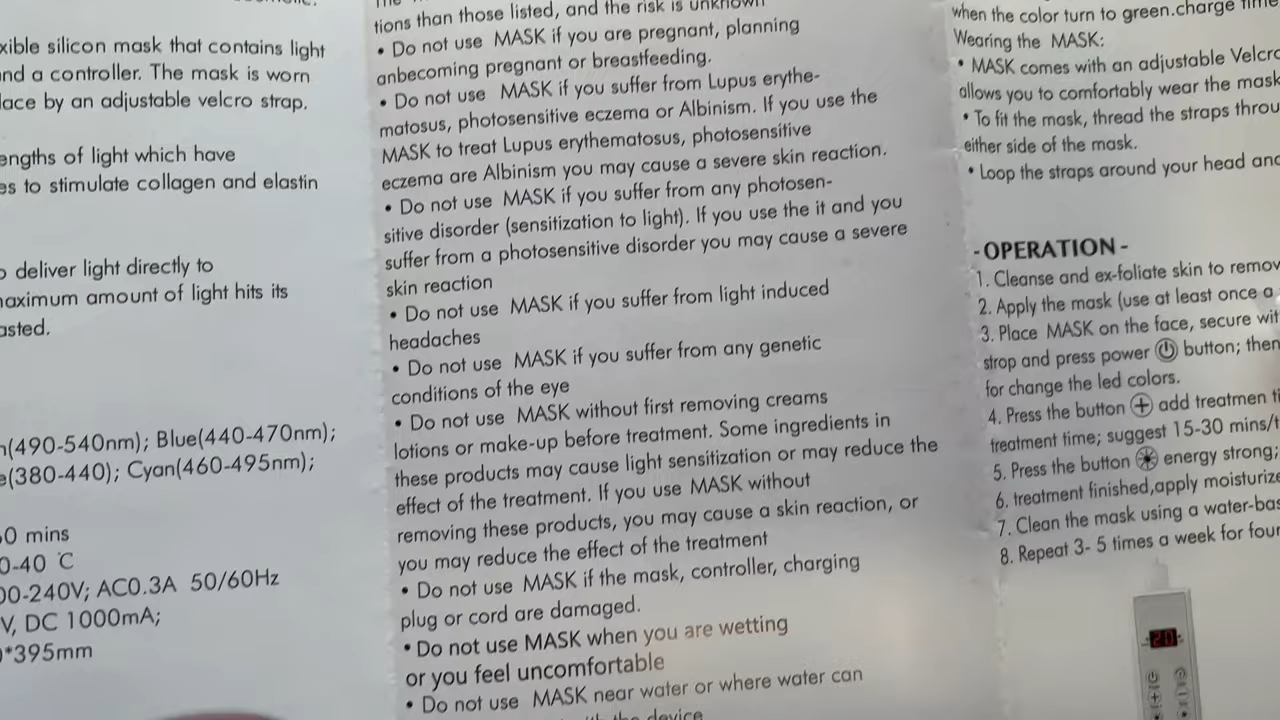 xible silicon mask that contains light
nd a controller. The mask is worn
lace by an adjustable velcro strap.
engths of light which have
es to stimulate collagen and elastin
o deliver light directly to
naximum amount of light hits its
asted.
n(490-540nm); Blue(440-470nm);
e(380-440); Cyan(460-495nm);
0 mins
0-40 ℃
00-240V; AC0.3A 50/60Hz
V, DC 1000mA;
0*395mm
tions than those listed, and the risk is unknown
• Do not use MASK if you are pregnant, planning
anbecoming pregnant or breastfeeding.
• Do not use MASK if you suffer from Lupus erythe-
matosus, photosensitive eczema or Albinism. If you use the
MASK to treat Lupus erythematosus, photosensitive
eczema are Albinism you may cause a severe skin reaction.
• Do not use MASK if you suffer from any photosen-
sitive disorder (sensitization to light). If you use the it and you
suffer from a photosensitive disorder you may cause a severe
skin reaction
• Do not use MASK if you suffer from light induced
headaches
• Do not use MASK if you suffer from any genetic
conditions of the eye
• Do not use MASK without first removing creams
lotions or make-up before treatment. Some ingredients in
these products may cause light sensitization or may reduce the
effect of the treatment. If you use MASK without
removing these products, you may cause a skin reaction, or
you may reduce the effect of the treatment
• Do not use MASK if the mask, controller, charging
plug or cord are damaged.
• Do not use MASK when you are wetting
or you feel uncomfortable
• Do not use MASK near water or where water can
the device
when the color turn to green.charge time
Wearing the MASK:
• MASK comes with an adjustable Velcro
allows you to comfortably wear the mask
• To fit the mask, thread the straps throu
either side of the mask.
• Loop the straps around your head and
-OPERATION-
1. Cleanse and ex-foliate skin to remov
2. Apply the mask (use at least once a
3. Place MASK on the face, secure wit
strop and press power button; then
for change the led colors.
4. Press the button + add treatmen ti
treatment time; suggest 15-30 mins/t
5. Press the button energy strong;
6. treatment finished,apply moisturize
7. Clean the mask using a water-bas
8. Repeat 3- 5 times a week for four
20